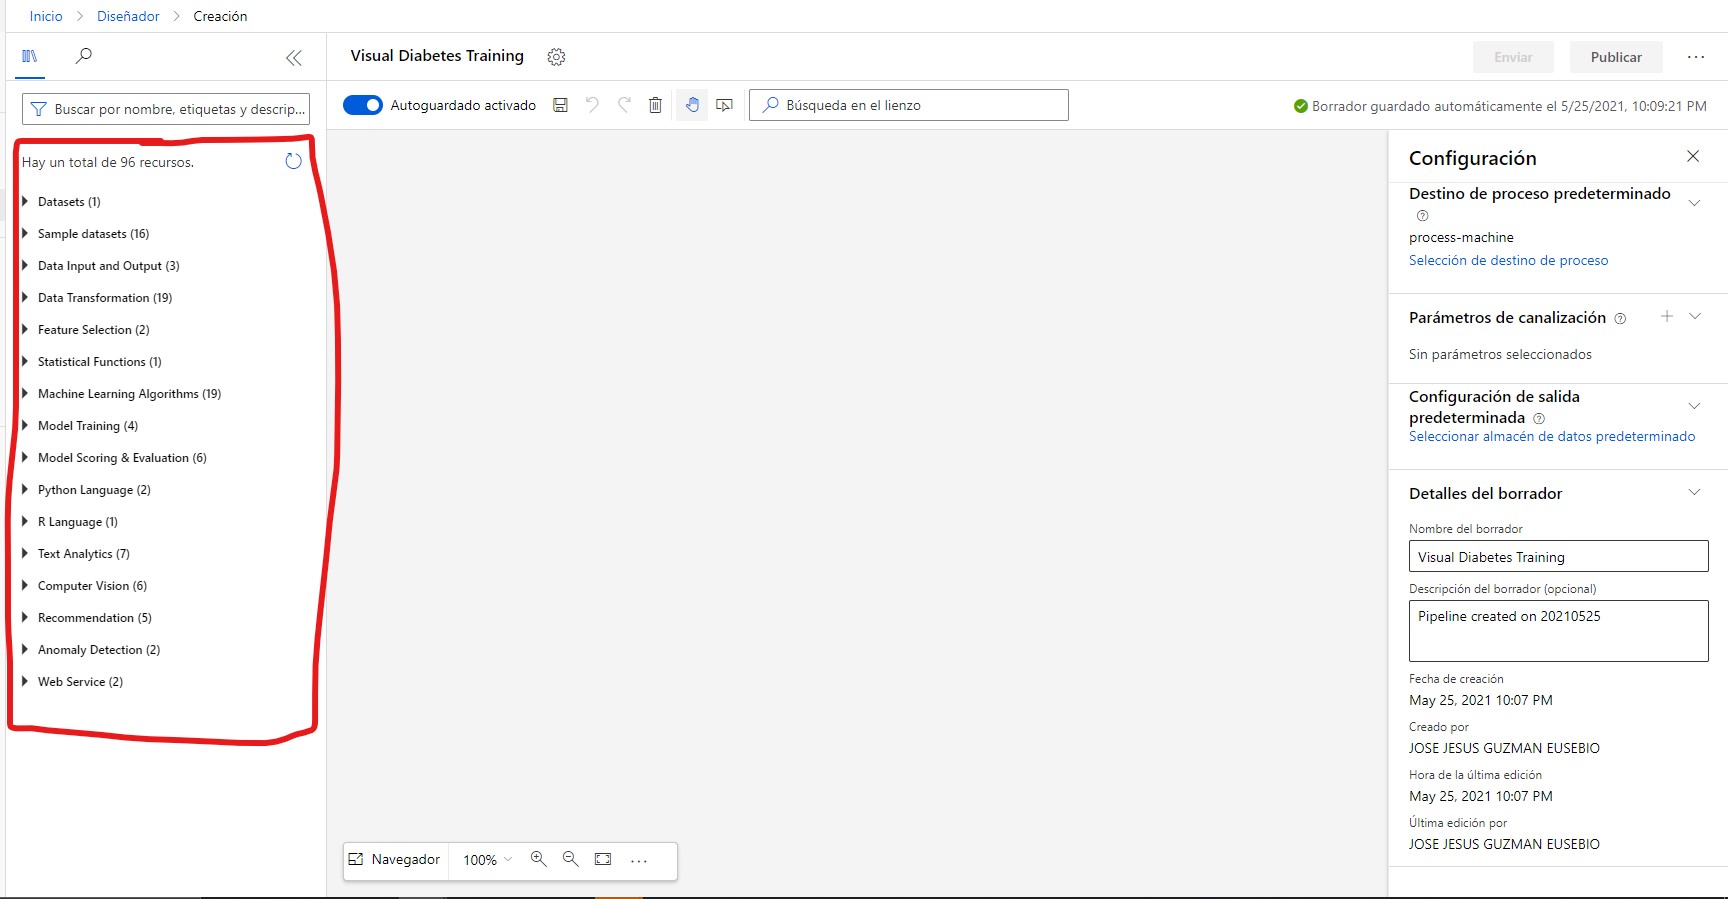 Inicio > Diseñador > Creación
Visual Diabetes Training
Enviar
Publicar
Buscar por nombre, etiquetas y descrip...
Autoguardado activado
Búsqueda en el lienzo
Borrador guardado automáticamente el 5/25/2021, 10:09:21 PM
Hay un total de 96 recursos.
Datasets (1)
Sample datasets (16)
Data Input and Output (3)
Data Transformation (19)
Feature Selection (2)
Statistical Functions (1)
Machine Learning Algorithms (19)
Model Training (4)
Model Scoring & Evaluation (6)
Python Language (2)
R Language (1)
Text Analytics (7)
Computer Vision (6)
Recommendation (5)
Anomaly Detection (2)
Web Service (2)
Navegador
100%
Configuración
Destino de proceso predeterminado
process-machine
Selección de destino de proceso
Parámetros de canalización
Sin parámetros seleccionados
Configuración de salida
predeterminada
Seleccionar almacén de datos predeterminado
Detalles del borrador
Nombre del borrador
Visual Diabetes Training
Descripción del borrador (opcional)
Pipeline created on 20210525
Fecha de creación
May 25, 2021 10:07 PM
Creado por
JOSE JESUS GUZMAN EUSEBIO
Hora de la última edición
May 25, 2021 10:07 PM
Última edición por
JOSE JESUS GUZMAN EUSEBIO